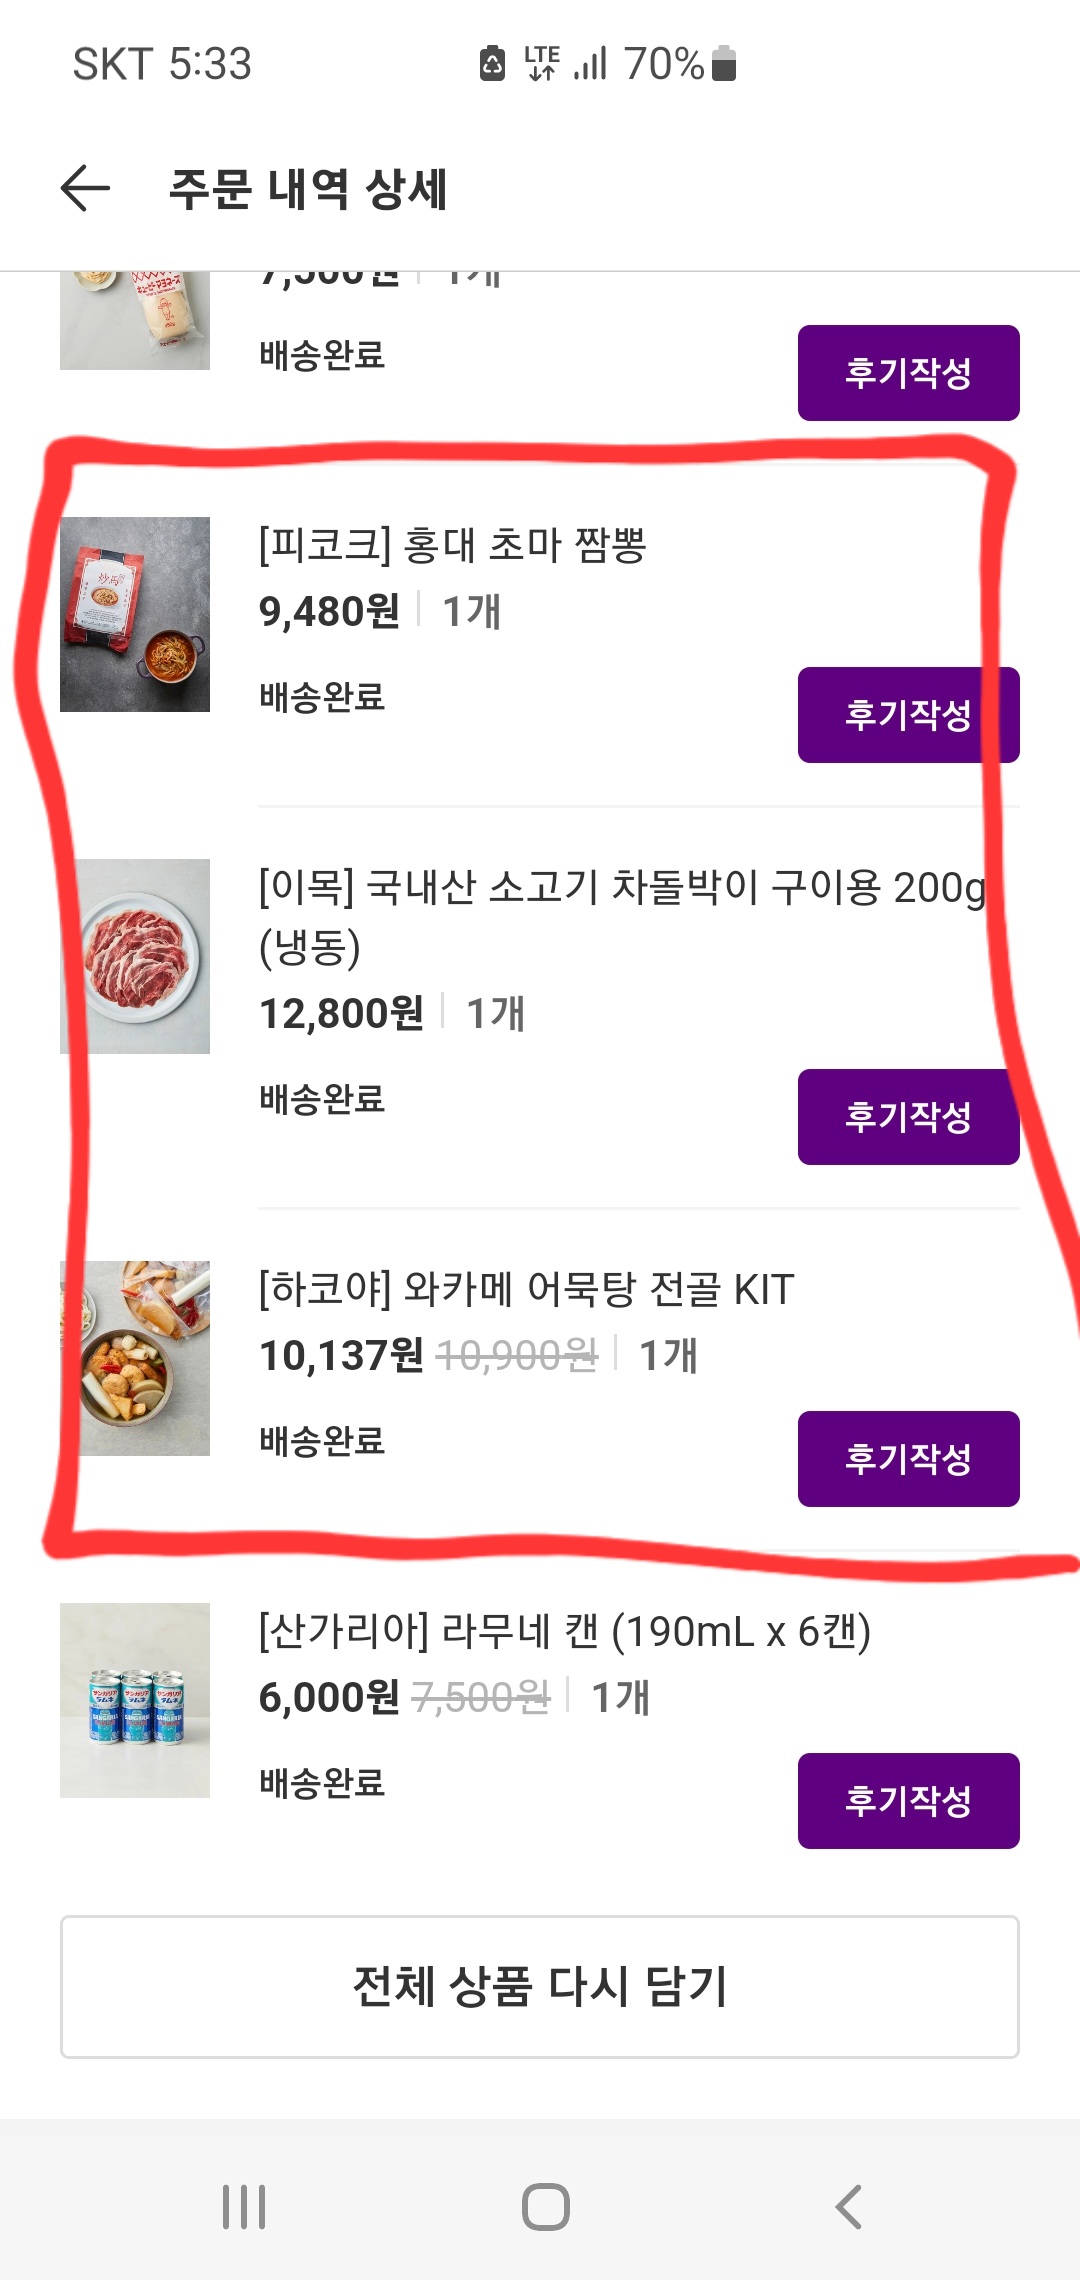 SKT 5:33
LTE
70%
주문 내역 상세
7,500원 1개
배송완료
후기작성
[피코크] 홍대 초마 짬뽕
9,480원 1개
배송완료
후기작성
[이목] 국내산 소고기 차돌박이 구이용 200g
(냉동)
12,800원 1개
배송완료
후기작성
[하코야] 와카메 어묵탕 전골 KIT
10,137원 10,900원 1개
배송완료
후기작성
[산가리아] 라무네 캔 (190mL x 6캔)
6,000원 7,500원 1개
배송완료
후기작성
전체 상품 다시 담기